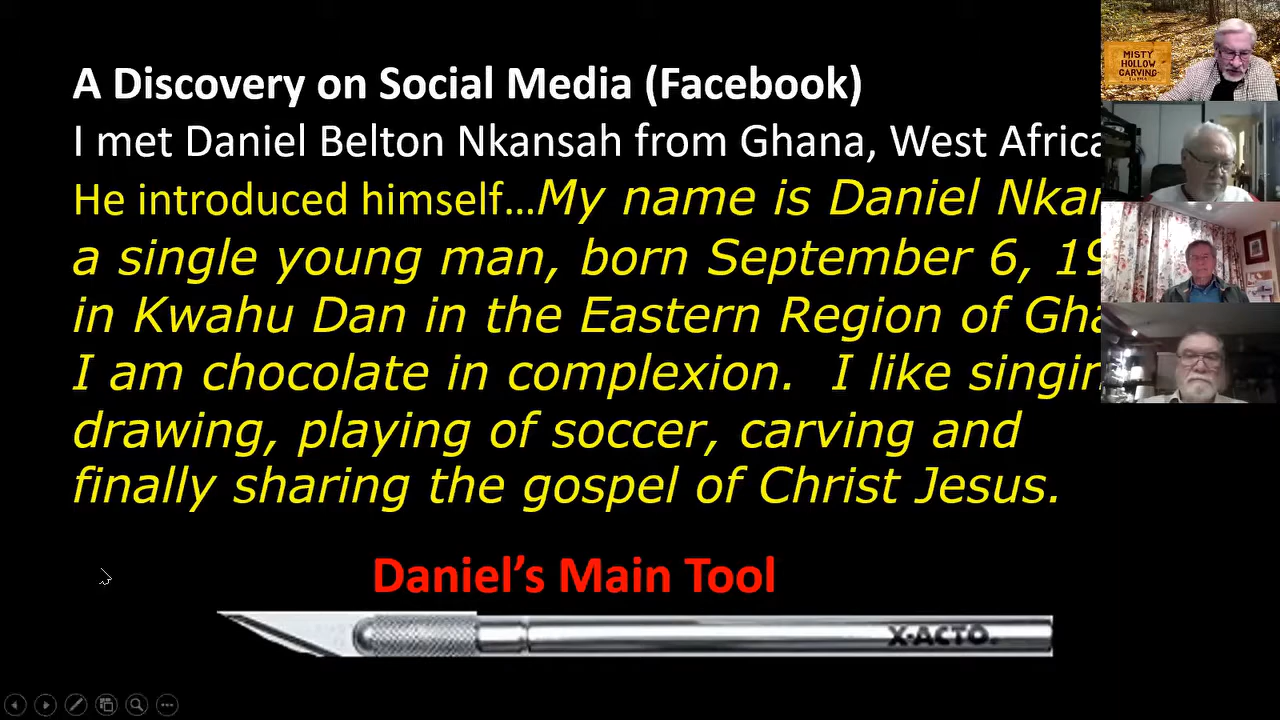 A Discovery on Social Media (Facebook)
I met Daniel Belton Nkansah from Ghana, West Africa
He introduced himself...My name is Daniel
a single young man, born September 6,
in Kwahu Dan in the Eastern Region of
I am chocolate in complexion. I like
drawing, playing of soccer, carving and
finally sharing the gospel of Christ Jesus.
Daniel's Main Tool
X-ACTO.
MISTY
HOLLOW
CARVING